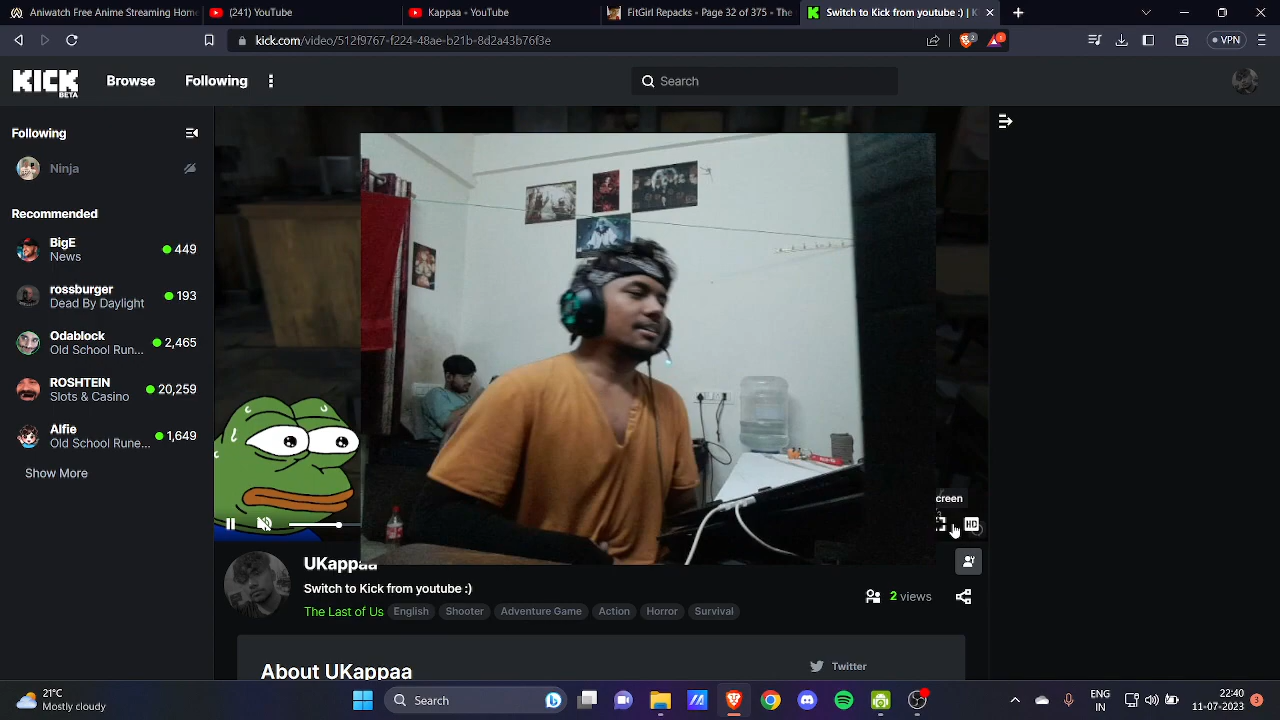 Aniwatch Free Anime Streaming Home
(241) YouTube
Kappaa - YouTube
FitGirl Repacks • Page 32 of 375 • The
Switch to Kick from youtube :) | K
kick.com/video/512f9767-f224-48ae-b21b-8d2a43b76f3e
2
1
VPN
KICK
BETA
Browse
Following
Search
Following
Ninja
Recommended
BigE
News
449
rossburger
Dead By Daylight
193
Odablock
Old School Run...
2,465
ROSHTEIN
Slots & Casino
20,259
Alfie
Old School Rune...
1,649
Show More
creen
HD
UKappaa
Switch to Kick from youtube :)
The Last of Us
English
Shooter
Adventure Game
Action
Horror
Survival
2 views
About UKappaa
Twitter
21°C
Mostly cloudy
Search
ENG
IN
22:40
11-07-2023
3